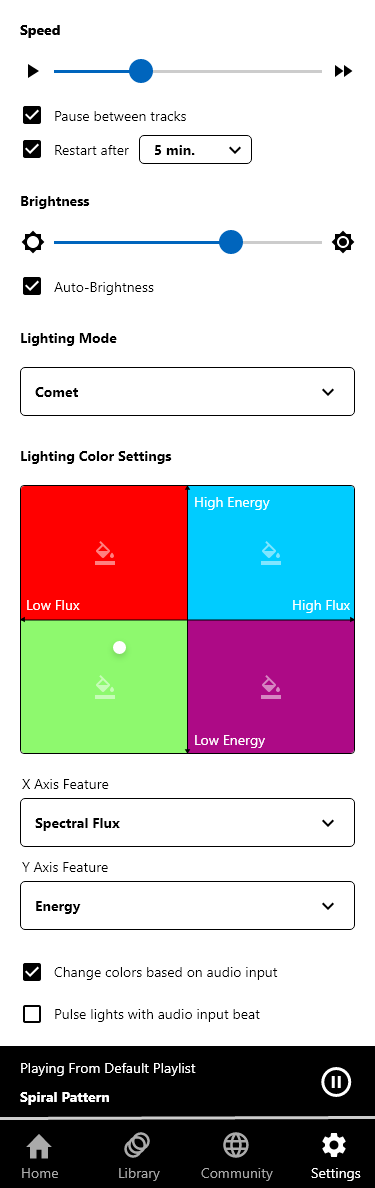 Speed
Pause between tracks
Restart after 5 min.
Brightness
Auto-Brightness
Lighting Mode
Comet
Lighting Color Settings
High Energy
Low Flux High Flux
Low Energy
X Axis Feature
Spectral Flux
Y Axis Feature
Energy
Change colors based on audio input
Pulse lights with audio input beat
Playing From Default Playlist
Spiral Pattern
Home Library Community Settings